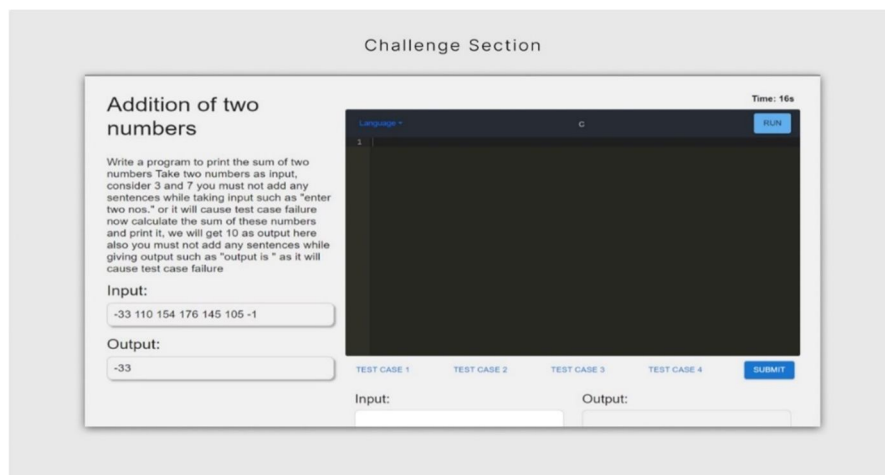 Challenge Section
Addition of two
numbers
Write a program to print the sum of two
numbers Take two numbers as input,
consider 3 and 7 you must not add any
sentences while taking input such as "enter
two nos." or it will cause test case failure
now calculate the sum of these numbers
and print it, we will get 10 as output here
also you must not add any sentences while
giving output such as "output is " as it will
cause test case failure
Input:
-33 110 154 176 145 105 -1
Output:
-33
Time: 16s
Language
C
RUN
1
TEST CASE 1 TEST CASE 2 TEST CASE 3 TEST CASE 4 SUBMIT
Input: Output: